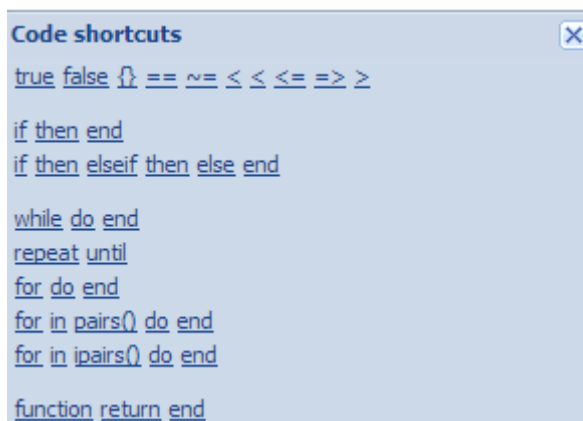 Code shortcuts
true false {} == ~= < < <= => >
if then end
if then elseif then else end
while do end
repeat until
for do end
for in pairs() do end
for in ipairs() do end
function return end